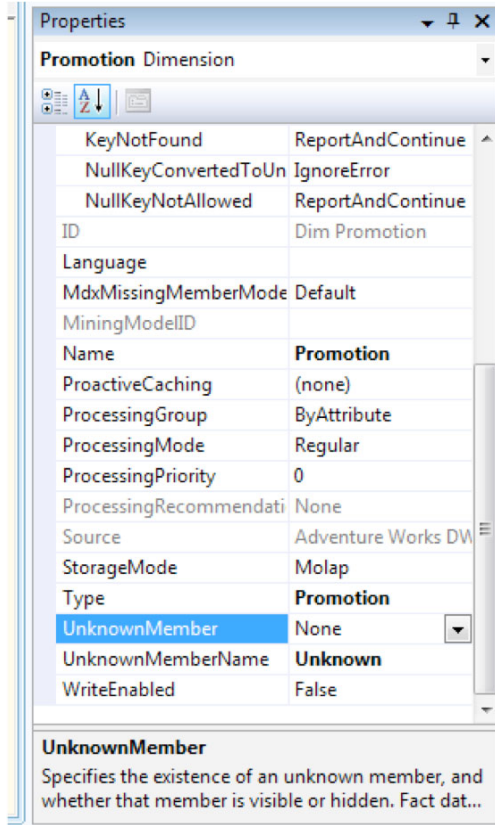 Properties
Promotion Dimension
KeyNotFound ReportAndContinue
NullKeyConvertedToUn IgnoreError
NullKeyNotAllowed ReportAndContinue
ID Dim Promotion
Language
MdxMissingMemberMode Default
MiningModelID
Name Promotion
ProactiveCaching (none)
ProcessingGroup ByAttribute
ProcessingMode Regular
ProcessingPriority 0
ProcessingRecommendati None
Source Adventure Works DW
StorageMode Molap
Type Promotion
UnknownMember None
UnknownMemberName Unknown
WriteEnabled False
UnknownMember
Specifies the existence of an unknown member, and
whether that member is visible or hidden. Fact dat...